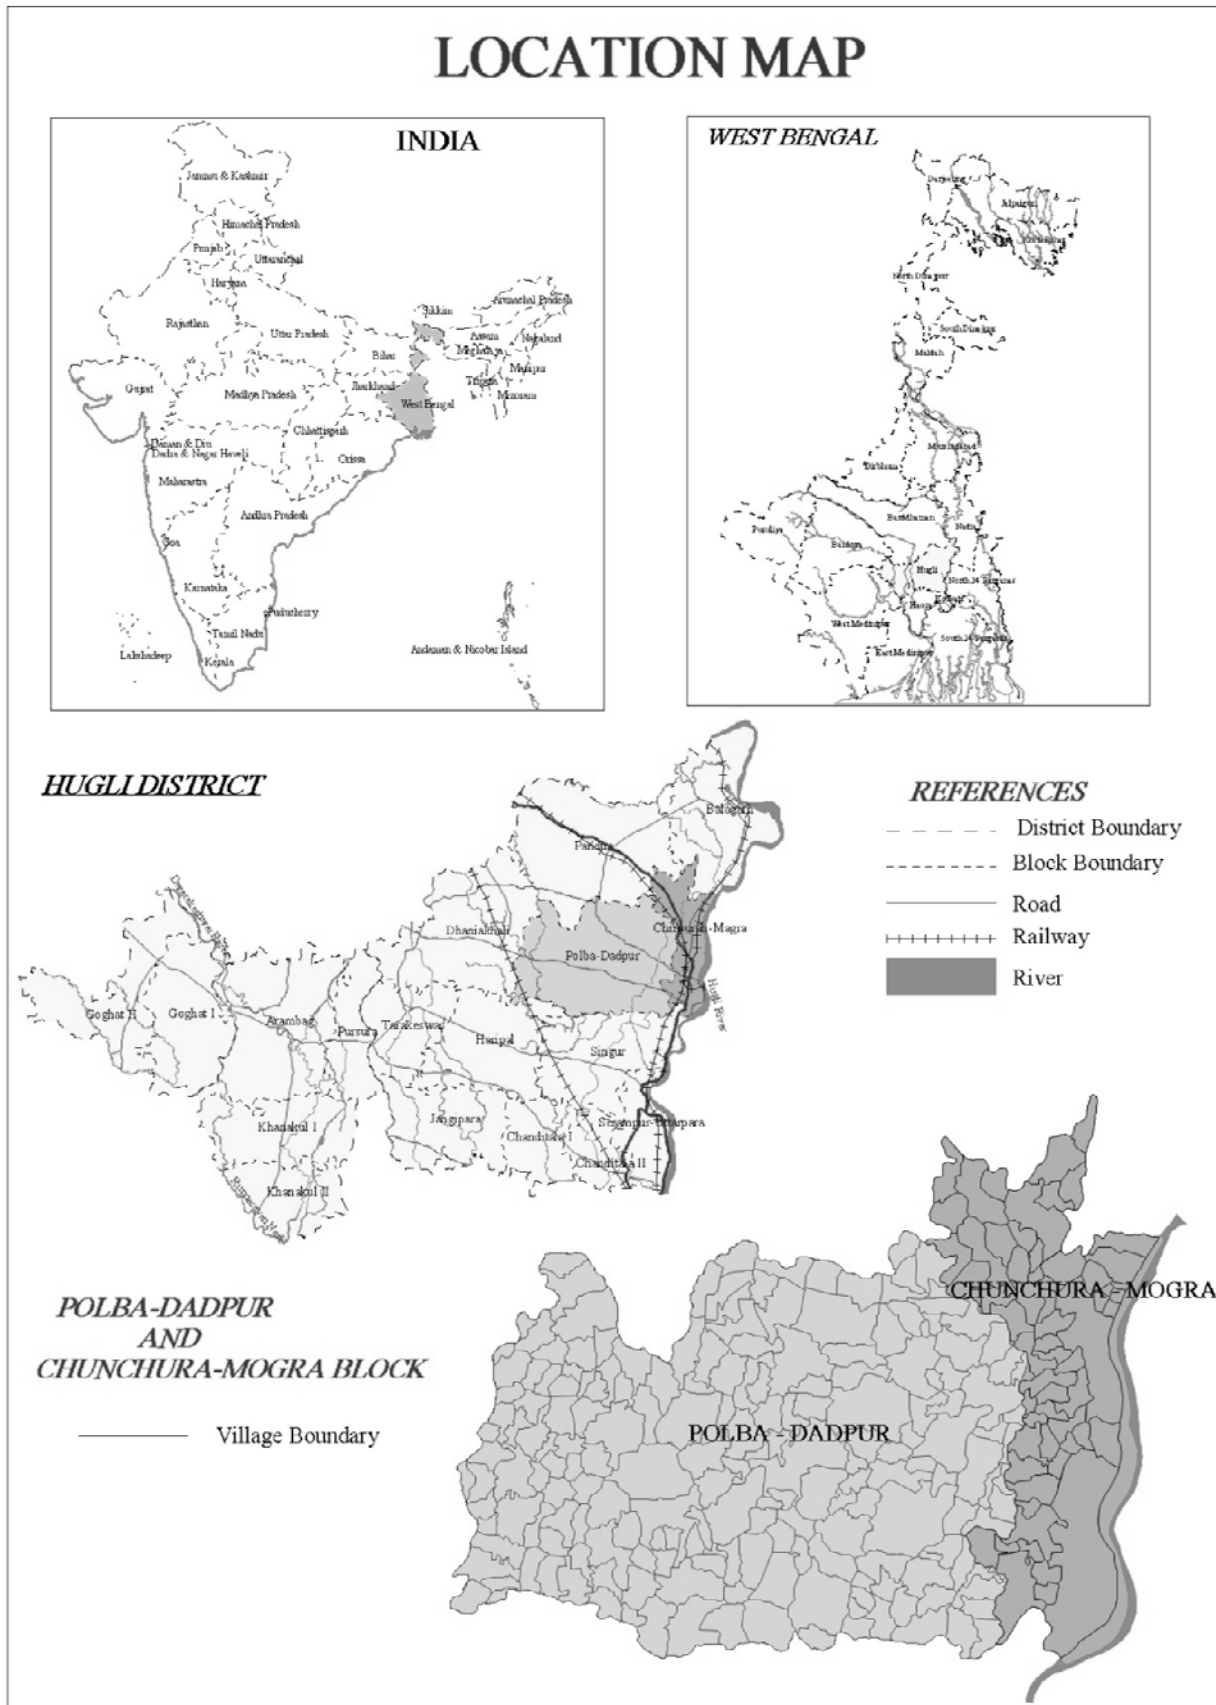 LOCATION MAP
INDIA
Jammu & Kashmir
Himachal Pradesh
Punjab
Uttaranchal
Haryana
Rajasthan
Uttar Pradesh
Sikkim
Arunachal Pradesh
Assam
Nagaland
Meghalaya
Bihar
Manipur
Tripura
Mizoram
Jharkhand
West Bengal
Gujrat
Madhya Pradesh
Chhattisgarh
Orissa
Daman & Diu
Dadra & Nagar Haveli
Maharastra
Andhra Pradesh
Goa
Karnataka
Puducherry
Tamil Nadu
Kerala
Lakshadeep
Andaman & Nicobar Island
WEST BENGAL
Darjeeling
Jalpaiguri
North Dinajpur
South Dinajpur
Maldah
Murshidabad
Birbhum
Barddhaman
Nadia
Puruliya
Bankura
Hugli
North 24 Parganas
Kolkata
Haora
West Medinipur
South 24 Parganas
East Medinipur
HUGLI DISTRICT
Balagarh
Pandua
Chinsurah-Magra
Dhaniakhali
Polba-Dadpur
Hugli River
Goghat II
Goghat I
Arambag
Pursura
Tarakeswar
Haripal
Singur
Khanakul I
Jangipara
Chanditala I
Serampur-Uttarpara
Chanditala II
Khanakul II
REFERENCES
District Boundary
Block Boundary
Road
Railway
River
POLBA-DADPUR
AND
CHUNCHURA-MOGRA BLOCK
Village Boundary
CHUNCHURA - MOGRA
POLBA - DADPUR